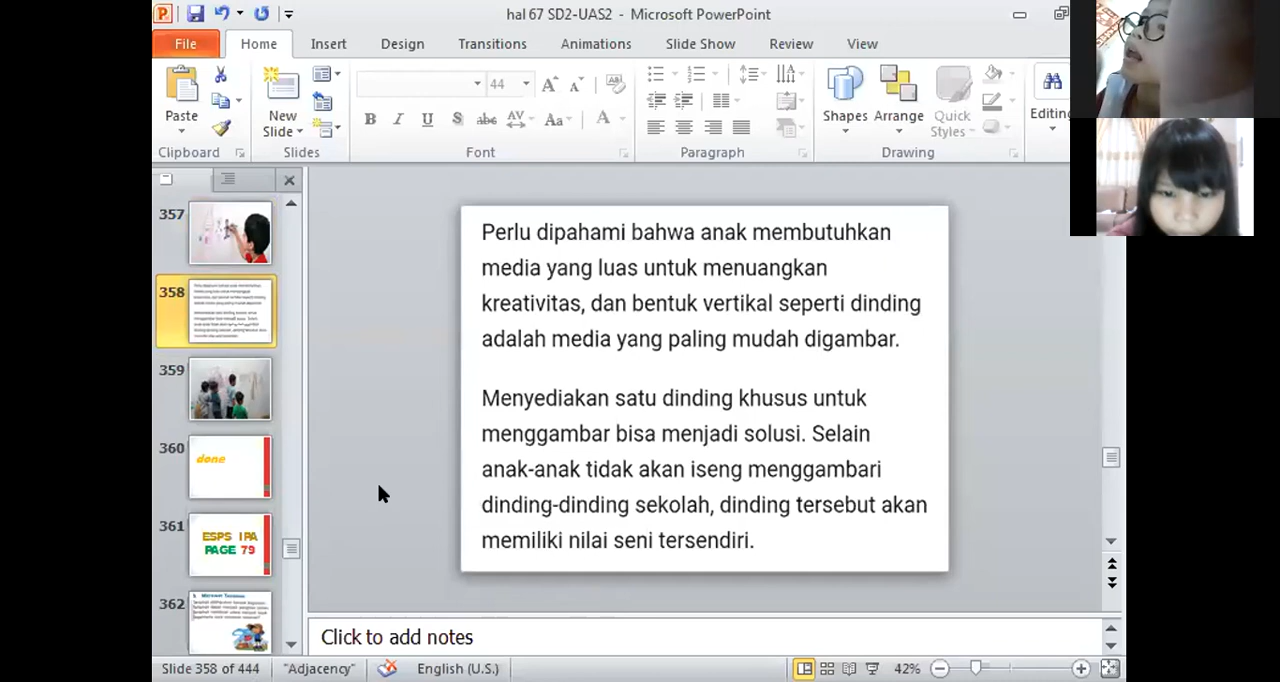 hal 67 SD2-UAS2 - Microsoft PowerPoint
File Home Insert Design Transitions Animations Slide Show Review View
Paste
New Slide
44
B I U S abc AV Aa A
Shapes Arrange Quick Styles
Editing
Clipboard Slides Font Paragraph Drawing
357
358
359
360
done
361
ESPS IPA
PAGE 79
362
Perlu dipahami bahwa anak membutuhkan
media yang luas untuk menuangkan
kreativitas, dan bentuk vertikal seperti dinding
adalah media yang paling mudah digambar.
Menyediakan satu dinding khusus untuk
menggambar bisa menjadi solusi. Selain
anak-anak tidak akan iseng menggambari
dinding-dinding sekolah, dinding tersebut akan
memiliki nilai seni tersendiri.
Click to add notes
Slide 358 of 444 "Adjacency" English (U.S.) 42%